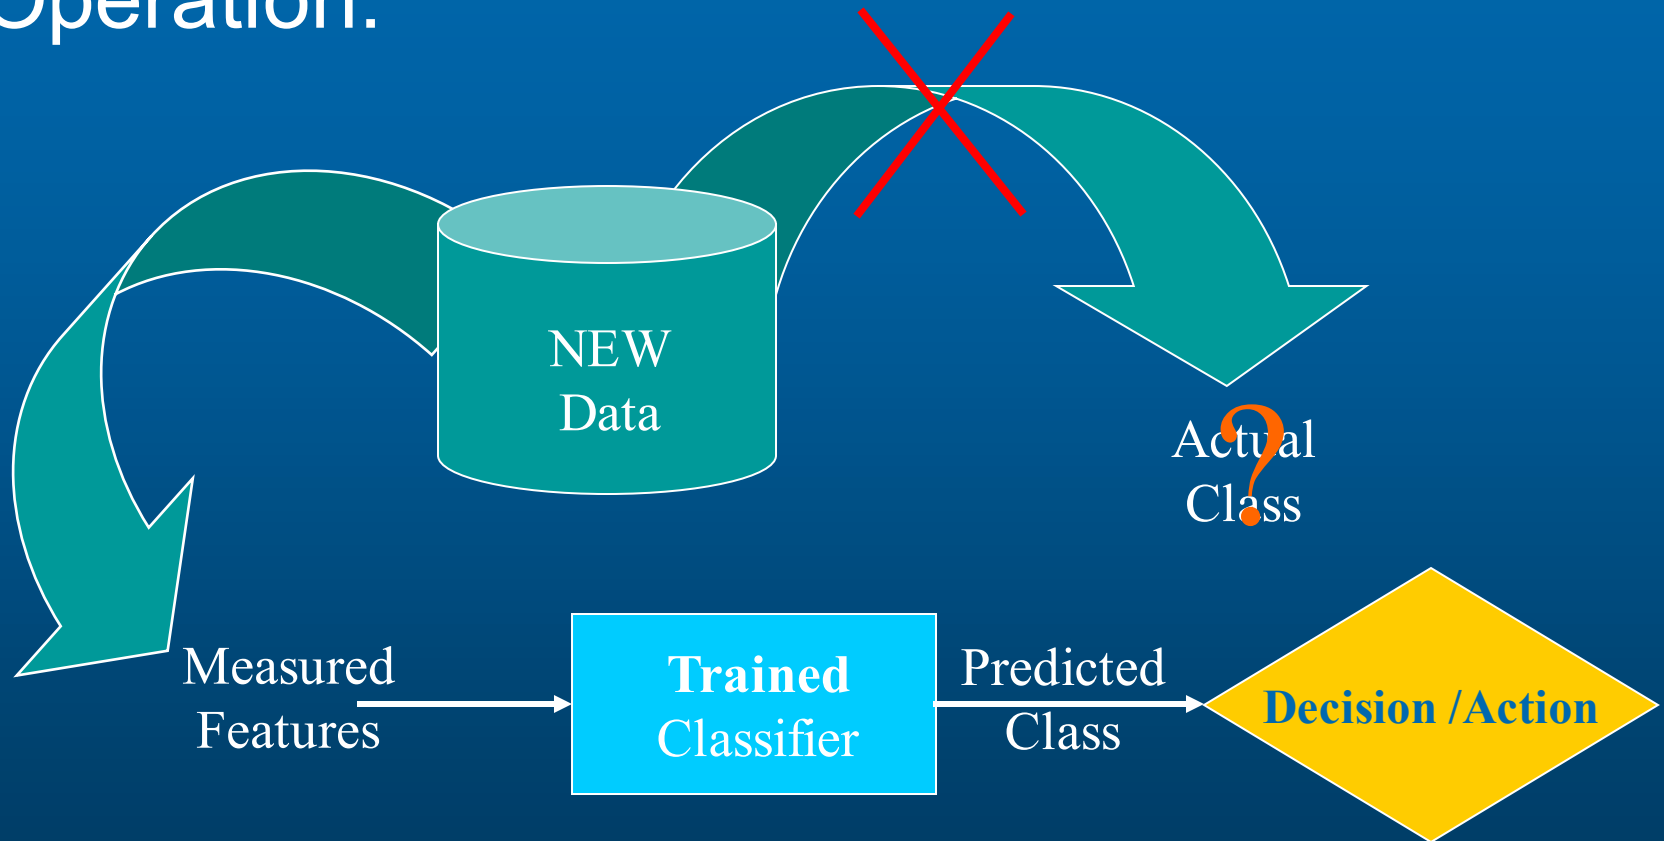 Operation:
NEW
Data
Actual
Class
?
Measured
Features
Trained
Classifier
Predicted
Class
Decision /Action